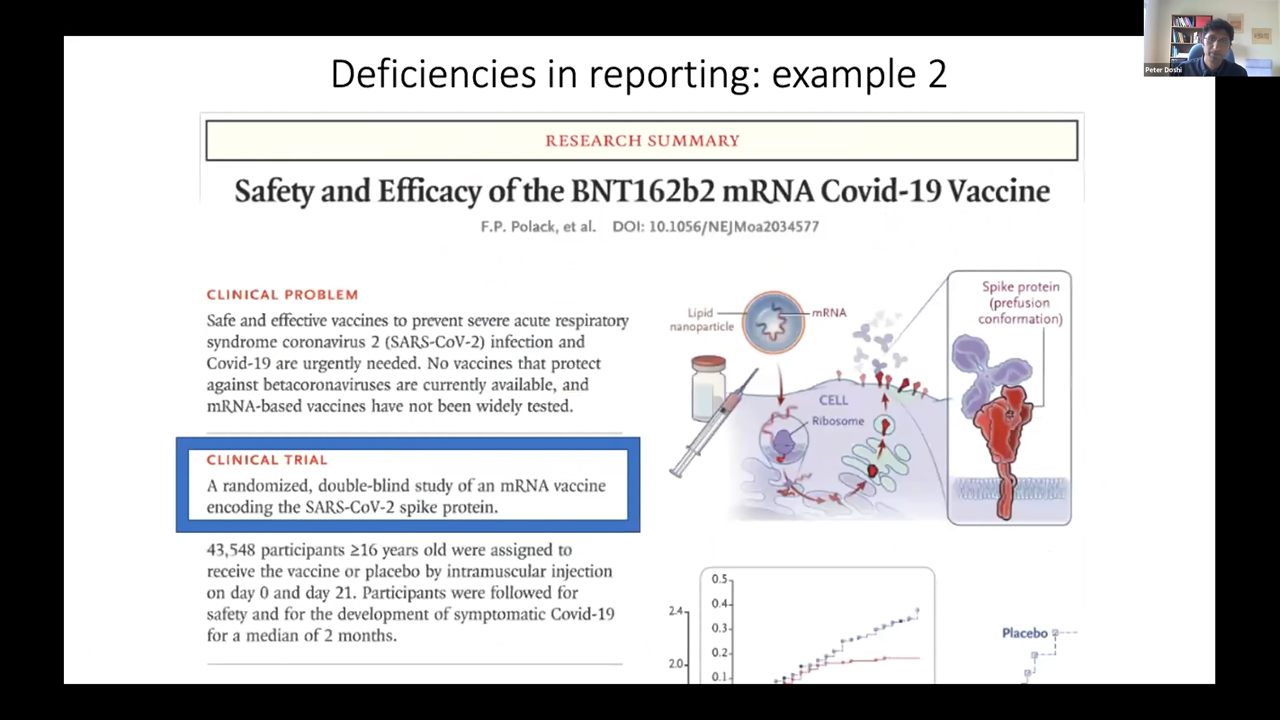 Deficiencies in reporting: example 2
Peter Doshi
RESEARCH SUMMARY
Safety and Efficacy of the BNT162b2 mRNA Covid-19 Vaccine
F.P. Polack, et al. DOI: 10.1056/NEJMoa2034577
CLINICAL PROBLEM
Safe and effective vaccines to prevent severe acute respiratory
syndrome coronavirus 2 (SARS-CoV-2) infection and
Covid-19 are urgently needed. No vaccines that protect
against betacoronaviruses are currently available, and
mRNA-based vaccines have not been widely tested.
CLINICAL TRIAL
A randomized, double-blind study of an mRNA vaccine
encoding the SARS-CoV-2 spike protein.
43,548 participants ≥16 years old were assigned to
receive the vaccine or placebo by intramuscular injection
on day 0 and day 21. Participants were followed for
safety and for the development of symptomatic Covid-19
for a median of 2 months.
Lipid
nanoparticle
mRNA
CELL
Ribosome
Spike protein
(prefusion
conformation)
2.4
2.0
0.5
0.4
0.3
0.2
0.1
Placebo